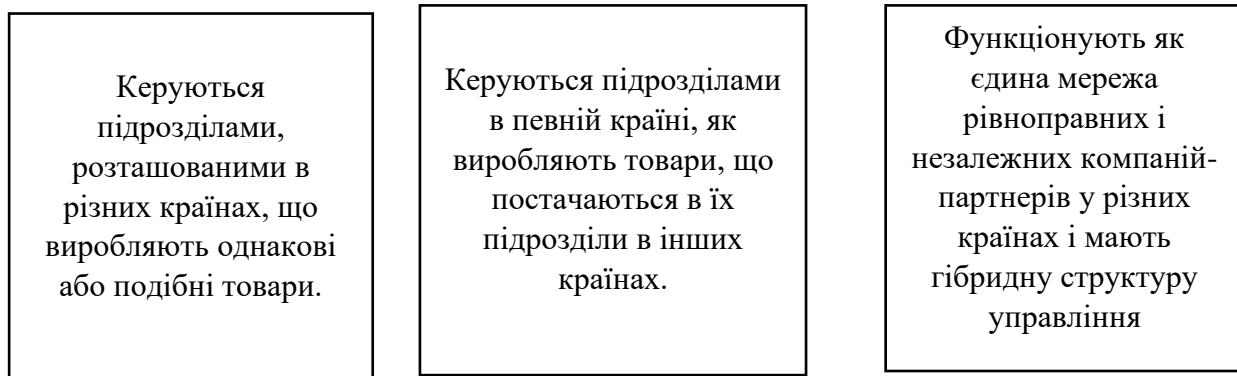 Керуються
підрозділами,
розташованими в
різних країнах, що
виробляють однакові
або подібні товари.
Керуються підрозділами
в певній країні, як
виробляють товари, що
постачаються в їх
підрозділи в інших
країнах.
Функціонують як
єдина мережа
рівноправних і
незалежних компаній-
партнерів у різних
країнах і мають
гібридну структуру
управління